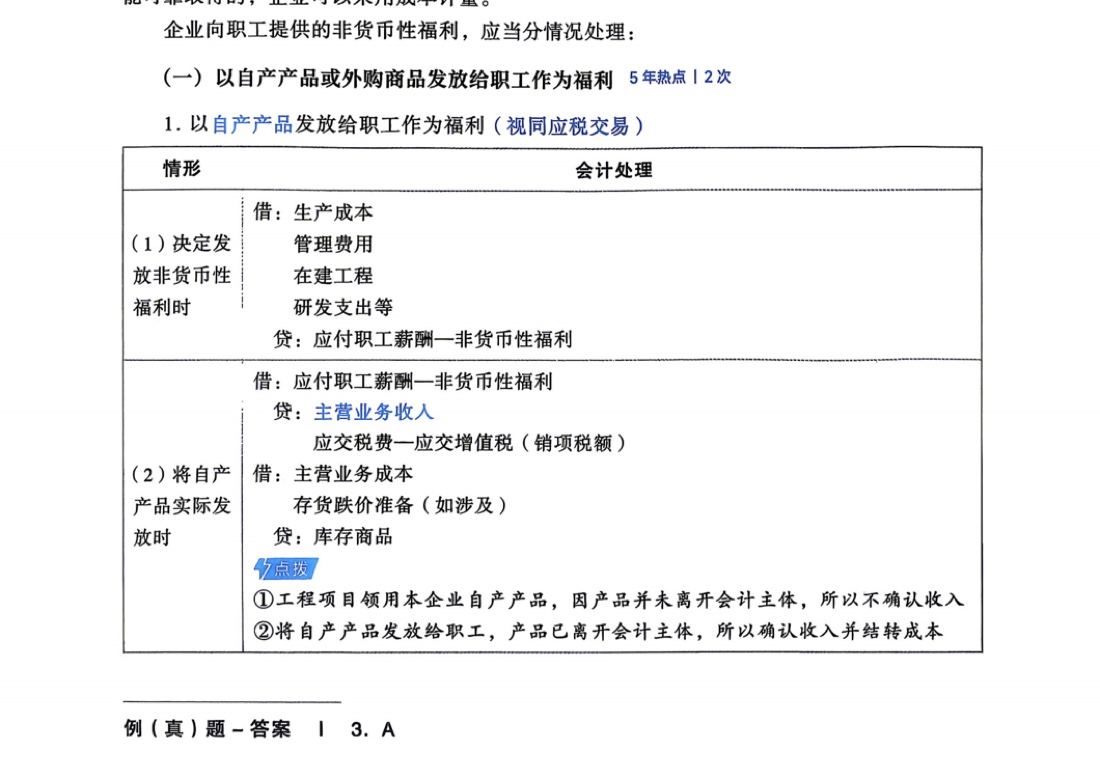 企业向职工提供的非货币性福利，应当分情况处理：
（一）以自产产品或外购商品发放给职工作为福利 5年热点丨2次
1. 以自产产品发放给职工作为福利（视同应税交易）
情形 会计处理
（1）决定发放非货币性福利时
借：生产成本
管理费用
在建工程
研发支出等
贷：应付职工薪酬—非货币性福利
（2）将自产产品实际发放时
借：应付职工薪酬—非货币性福利
贷：主营业务收入
应交税费—应交增值税（销项税额）
借：主营业务成本
存货跌价准备（如涉及）
贷：库存商品
点拨
①工程项目领用本企业自产产品，因产品并未离开会计主体，所以不确认收入
②将自产产品发放给职工，产品已离开会计主体，所以确认收入并结转成本
例（真）题－答案 丨 3. A